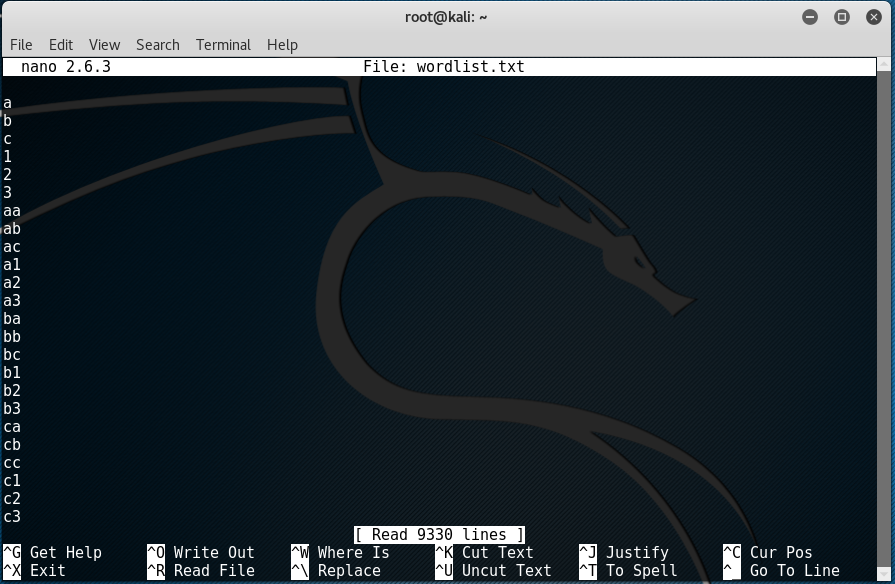 root@kali: ~
File Edit View Search Terminal Help
nano 2.6.3 File: wordlist.txt
a
b
c
1
2
3
aa
ab
ac
a1
a2
a3
ba
bb
bc
b1
b2
b3
ca
cb
cc
c1
c2
c3
[ Read 9330 lines ]
^G Get Help ^O Write Out ^W Where Is ^K Cut Text ^J Justify ^C Cur Pos
^X Exit ^R Read File ^\ Replace ^U Uncut Text ^T To Spell ^_ Go To Line